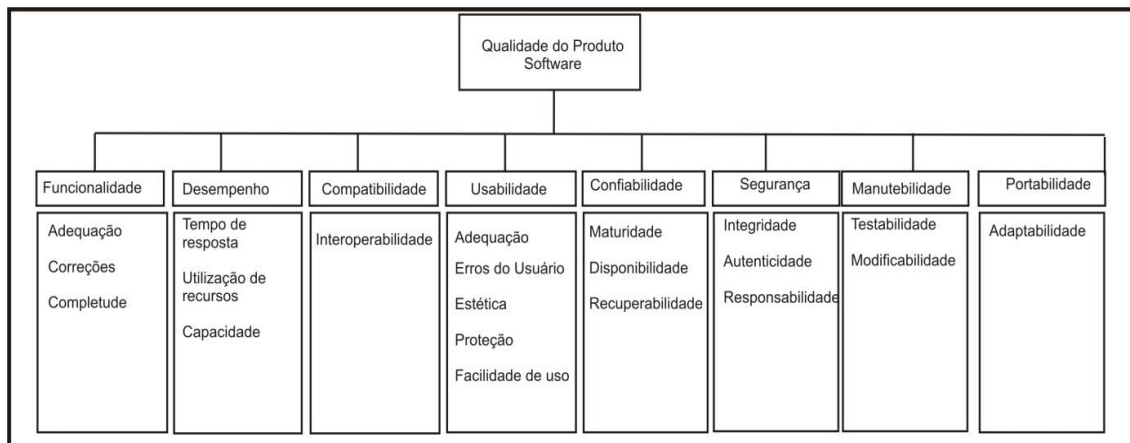 Qualidade do Produto
Software
Funcionalidade
Adequação
Correções
Completude
Desempenho
Tempo de
resposta
Utilização de
recursos
Capacidade
Compatibilidade
Interoperabilidade
Usabilidade
Adequação
Erros do Usuário
Estética
Proteção
Facilidade de uso
Confiabilidade
Maturidade
Disponibilidade
Recuperabilidade
Segurança
Integridade
Autenticidade
Responsabilidade
Manutebilidade
Testabilidade
Modificabilidade
Portabilidade
Adaptabilidade